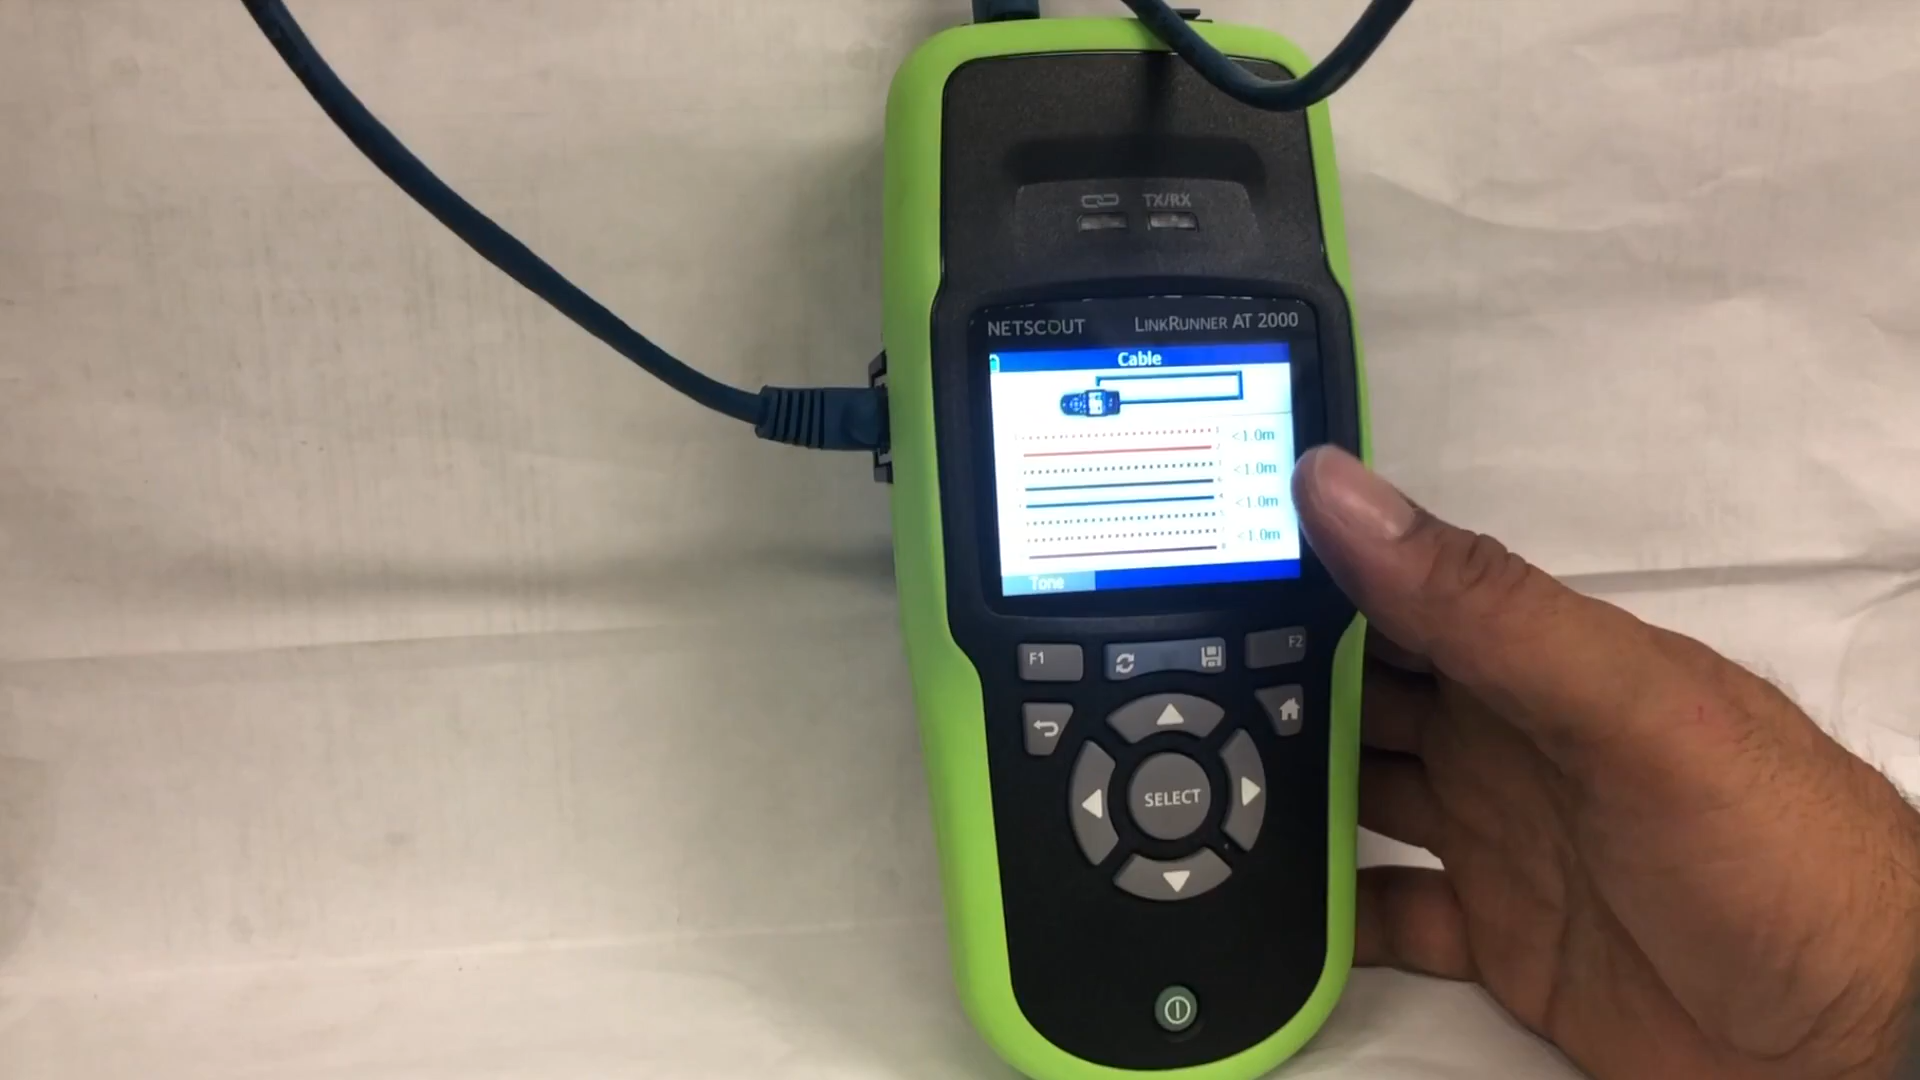 TX/RX
NETSCOUT LINKRUNNER AT 2000
Cable
<1.0m
<1.0m
<1.0m
<1.0m
Tone
F1 F2
SELECT